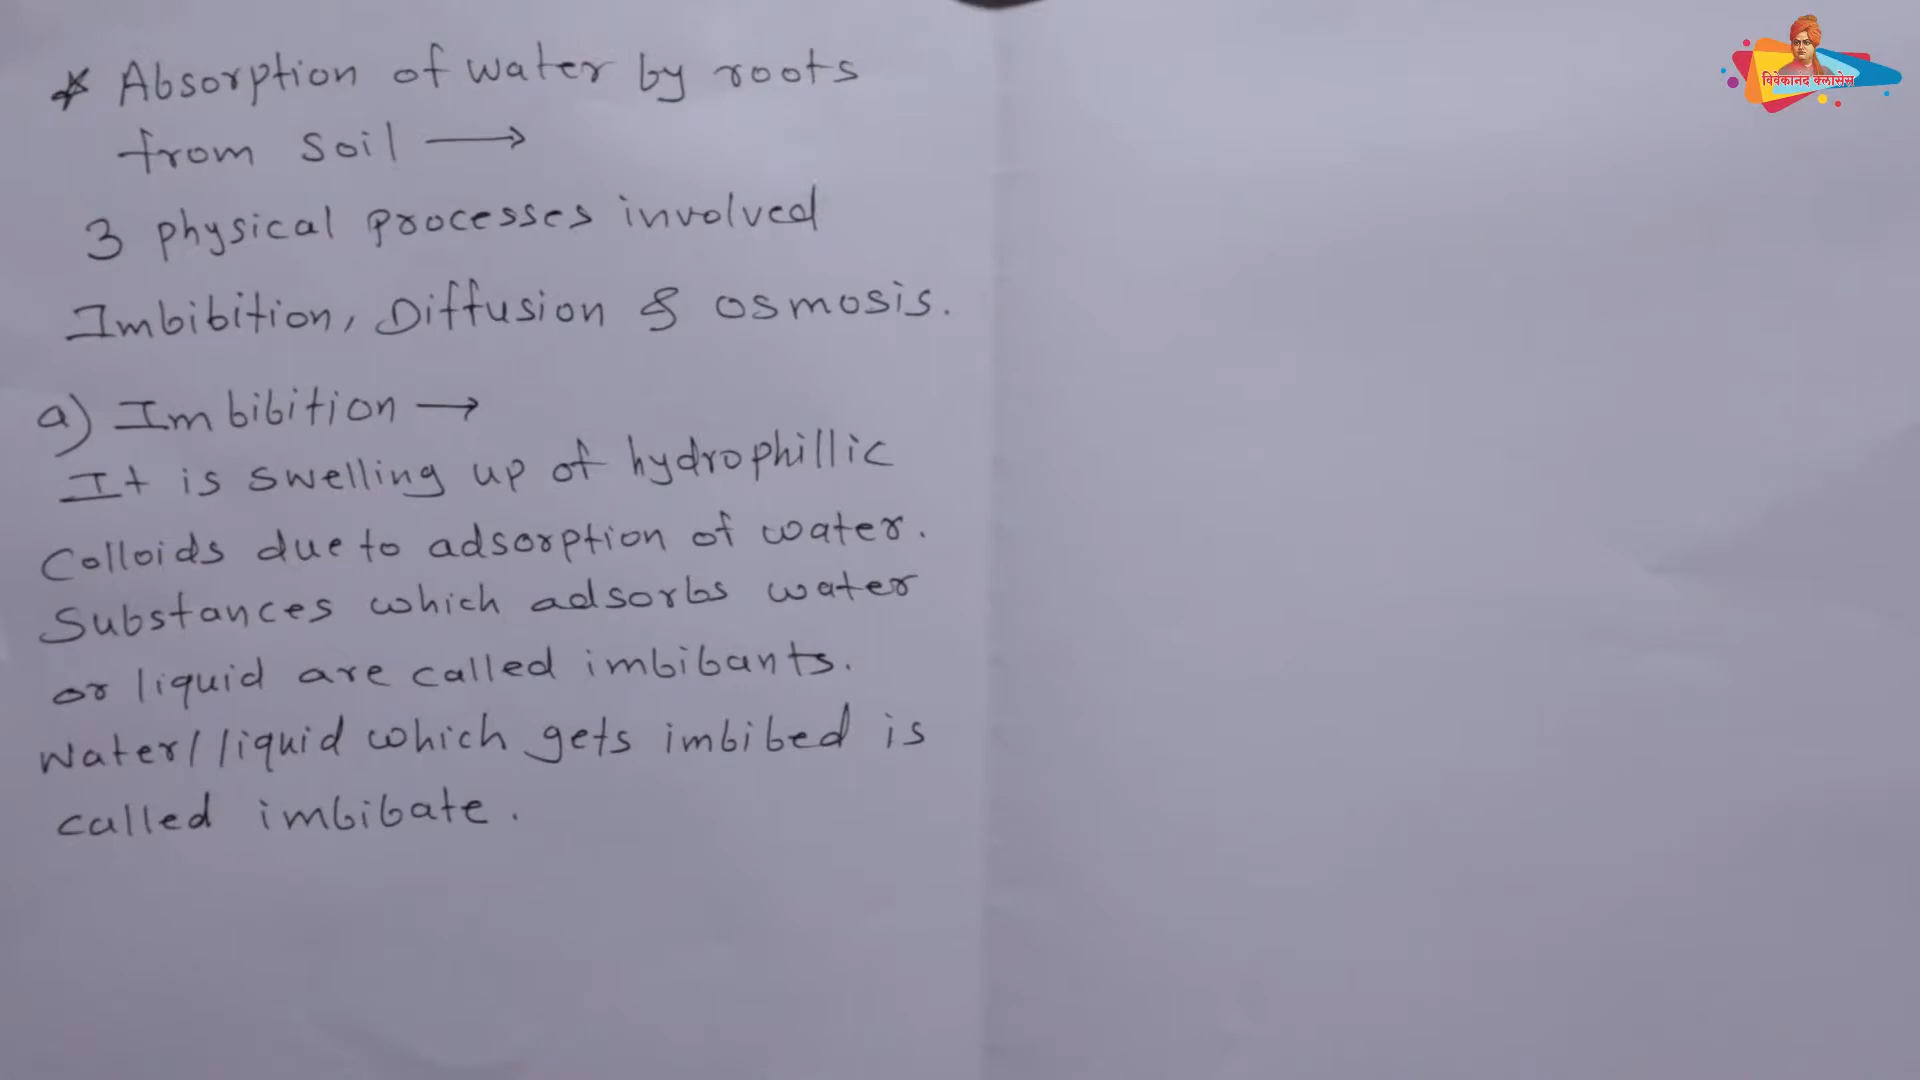 * Absorption of water by roots
from soil →
3 physical processes involved
Imbibition, Diffusion & osmosis.
a) Imbibition →
It is swelling up of hydrophillic
Colloids due to adsorption of water.
Substances which adsorbs water
or liquid are called imbibants.
Water/liquid which gets imbibed is
called imbibate.
विवेकानंद क्लासेस